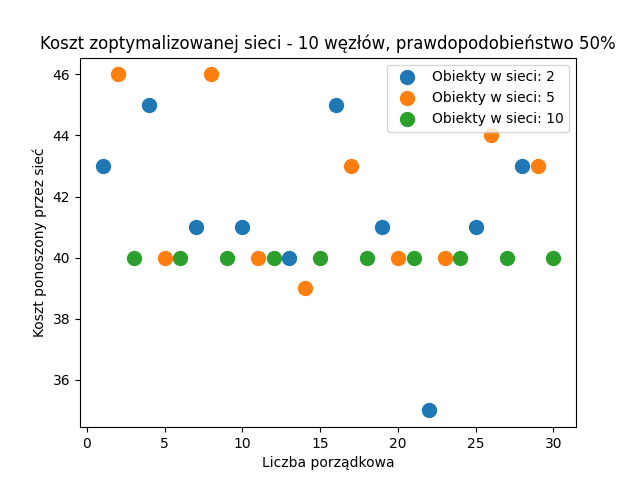 Koszt zoptymalizowanej sieci - 10 węzłów, prawdopodobieństwo 50%
Obiekty w sieci: 2
Obiekty w sieci: 5
Obiekty w sieci: 10
Koszt ponoszony przez sieć
46
44
42
40
38
36
0 5 10 15 20 25 30
Liczba porządkowa